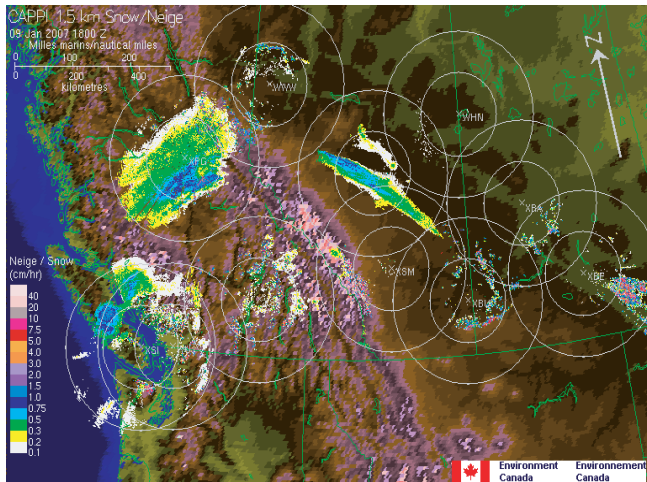 CAPPI 1.5 km Snow/Neige
09 Jan 2007 1800 Z
Milles marins/nautical miles
0 100 200
0 200 400
kilometres
N
WWW
WHN
XPG
XBA
XSM
XBU
XBE
XSI
Neige / Snow
(cm/hr)
40
20
10
7.5
5.0
4.0
3.0
2.0
1.5
1.0
0.75
0.5
0.3
0.2
0.1
Environment Environnement
Canada Canada